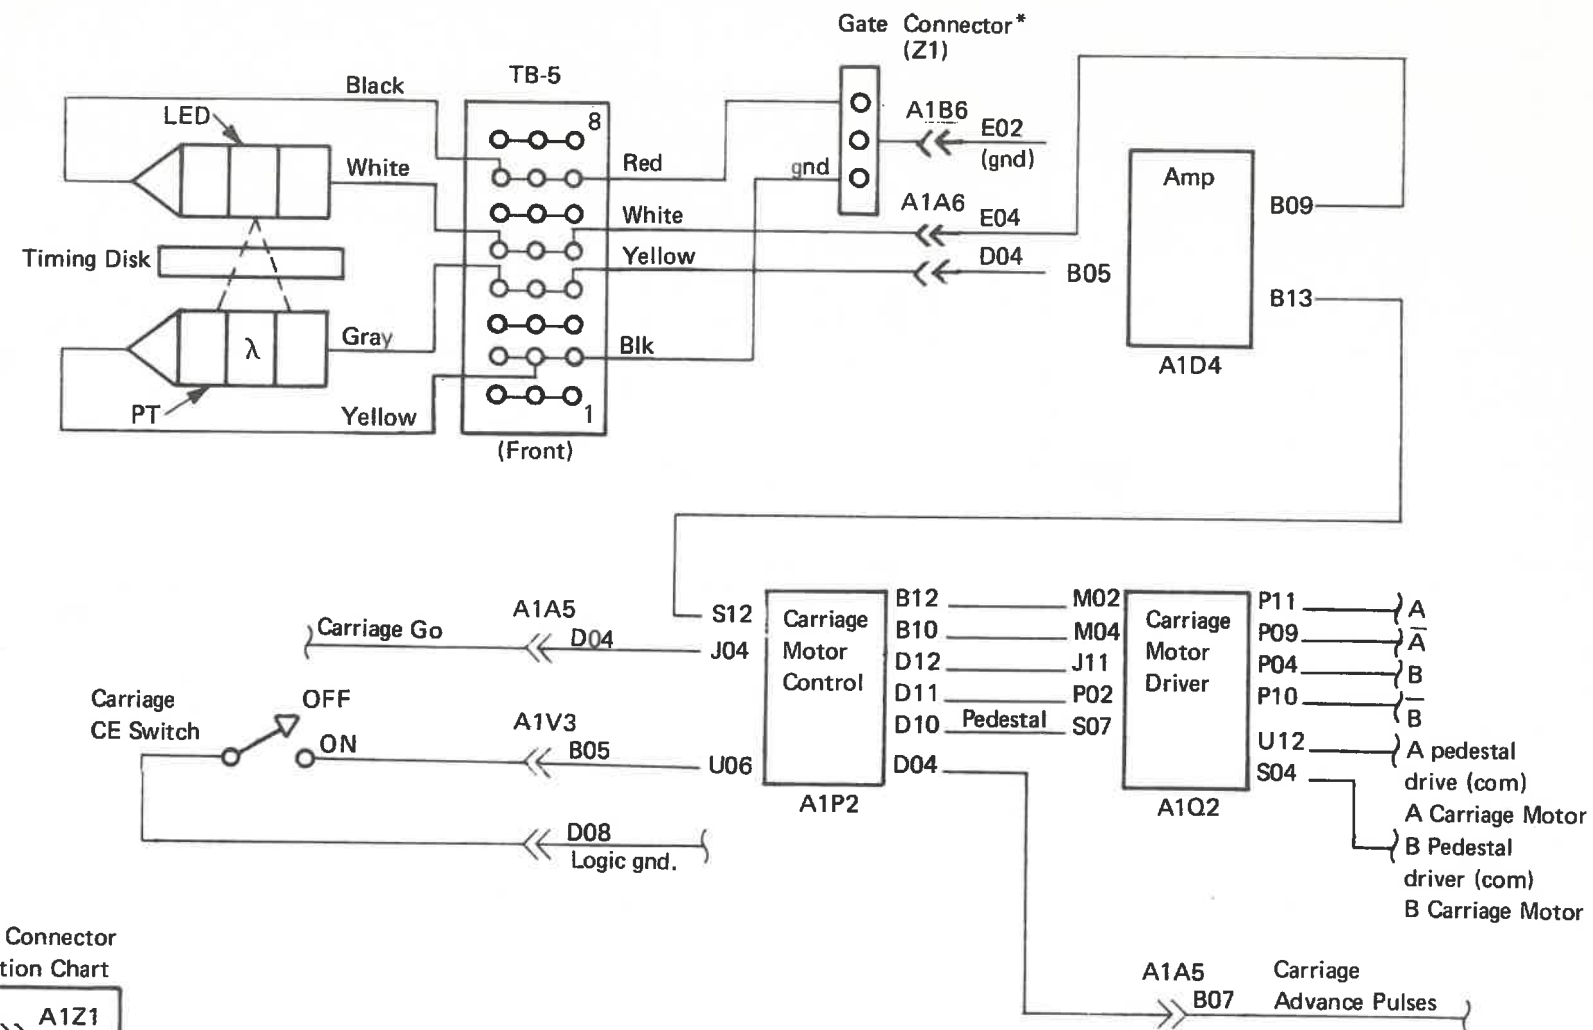 Gate Connector*
(Z1)
TB-5
Black
LED
8
A1B6
E02
(gnd)
White
Red
gnd
Amp
White
A1A6
E04
B09
Timing Disk
Yellow
D04
B05
B13
Gray
λ
Blk
A1D4
PT
Yellow
1
(Front)
A1A5
Carriage Go
D04
S12
J04
Carriage
Motor
Control
B12
B10
D12
D11
D10
Pedestal
D04
M02
M04
J11
P02
S07
Carriage
Motor
Driver
P11
P09
P04
P10
U12
S04
A
A̅
B
B̅
A pedestal
drive (com)
A Carriage Motor
B Pedestal
driver (com)
B Carriage Motor
Carriage
CE Switch
OFF
ON
A1V3
B05
U06
A1P2
A1Q2
D08
Logic gnd.
Connector
tion Chart
A1Z1
A1A5
B07
Carriage
Advance Pulses